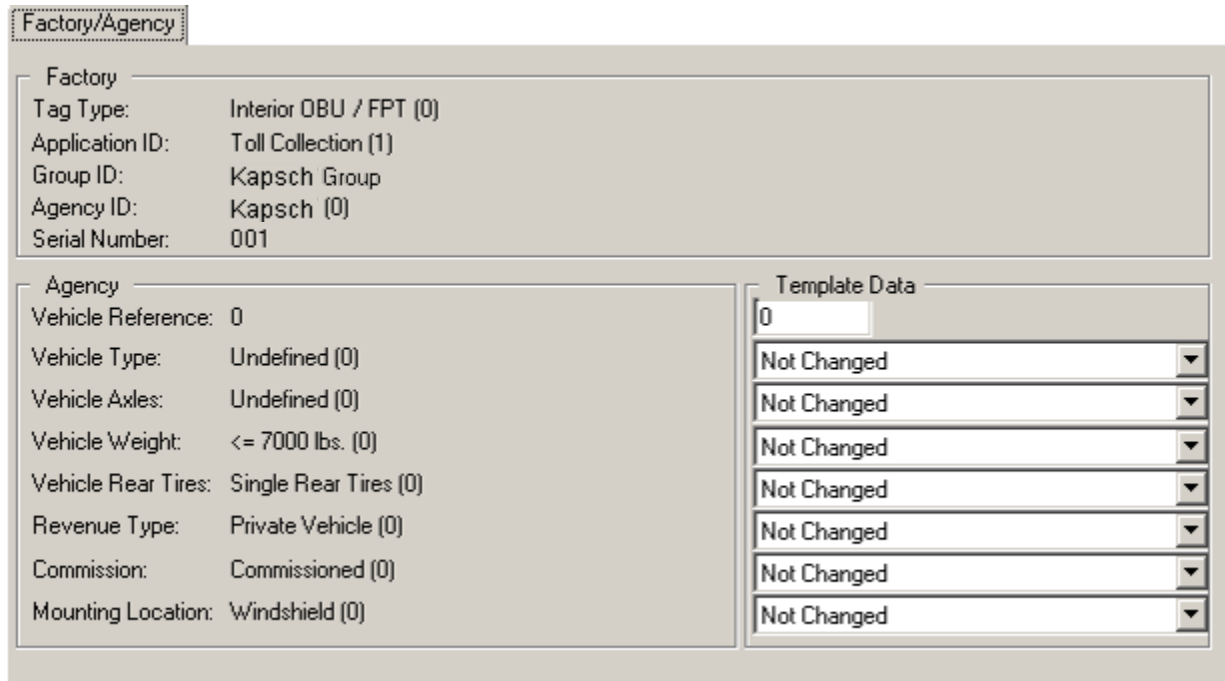 Factory/Agency
Factory
Tag Type: Interior OBU / FPT (0)
Application ID: Toll Collection (1)
Group ID: Kapsch Group
Agency ID: Kapsch (0)
Serial Number: 001
Agency
Vehicle Reference: 0
Vehicle Type: Undefined (0)
Vehicle Axles: Undefined (0)
Vehicle Weight: <= 7000 lbs. (0)
Vehicle Rear Tires: Single Rear Tires (0)
Revenue Type: Private Vehicle (0)
Commission: Commissioned (0)
Mounting Location: Windshield (0)
Template Data
0
Not Changed
Not Changed
Not Changed
Not Changed
Not Changed
Not Changed
Not Changed